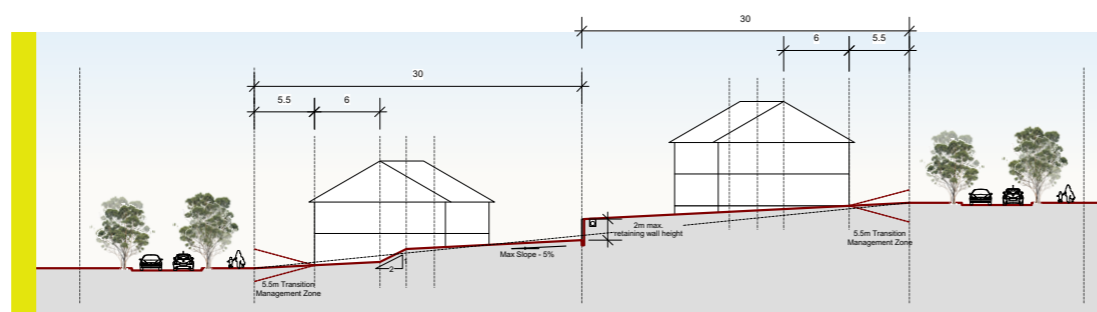 30
6
5.5
30
5.5
6
2m max.
retaining wall height
5.5m Transition
Management Zone
Max Slope - 5%
2
5.5m Transition
Management Zone